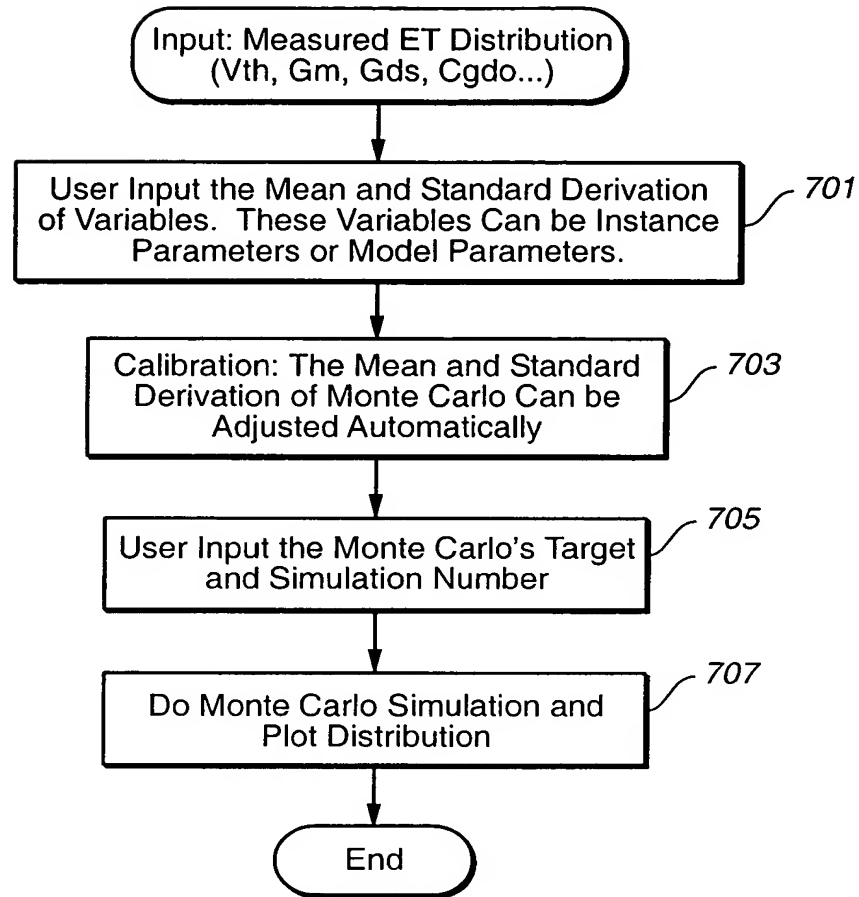 Input: Measured ET Distribution
(Vth, Gm, Gds, Cgdo...)
User Input the Mean and Standard Derivation
of Variables. These Variables Can be Instance
Parameters or Model Parameters.
701
Calibration: The Mean and Standard
Derivation of Monte Carlo Can be
Adjusted Automatically
703
User Input the Monte Carlo's Target
and Simulation Number
705
Do Monte Carlo Simulation and
Plot Distribution
707
End